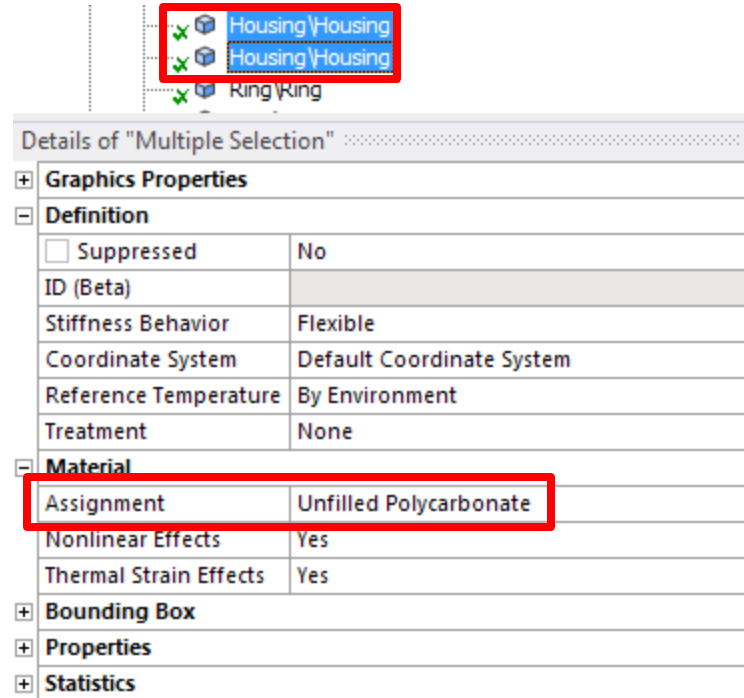 Housing\Housing
Housing\Housing
Ring\Ring
Details of "Multiple Selection"
Graphics Properties
Definition
Suppressed No
ID (Beta)
Stiffness Behavior Flexible
Coordinate System Default Coordinate System
Reference Temperature By Environment
Treatment None
Material
Assignment Unfilled Polycarbonate
Nonlinear Effects Yes
Thermal Strain Effects Yes
Bounding Box
Properties
Statistics